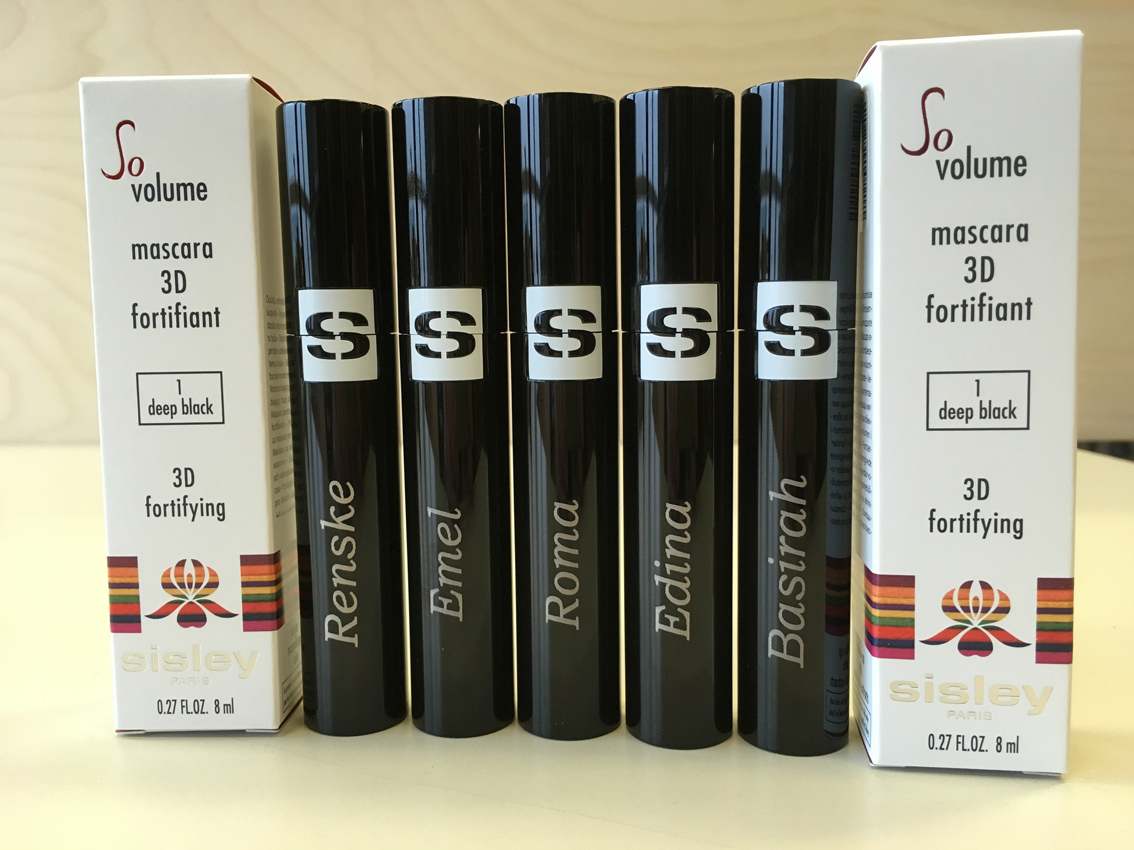 So
volume
mascara
3D
fortifiant
1
deep black
3D
fortifying
sisley
PARIS
0.27 FL.OZ. 8 ml
S
Renske
S
Emel
S
Roma
S
Edina
S
Basirah
So
volume
mascara
3D
fortifiant
1
deep black
3D
fortifying
sisley
PARIS
0.27 FL.OZ. 8 ml